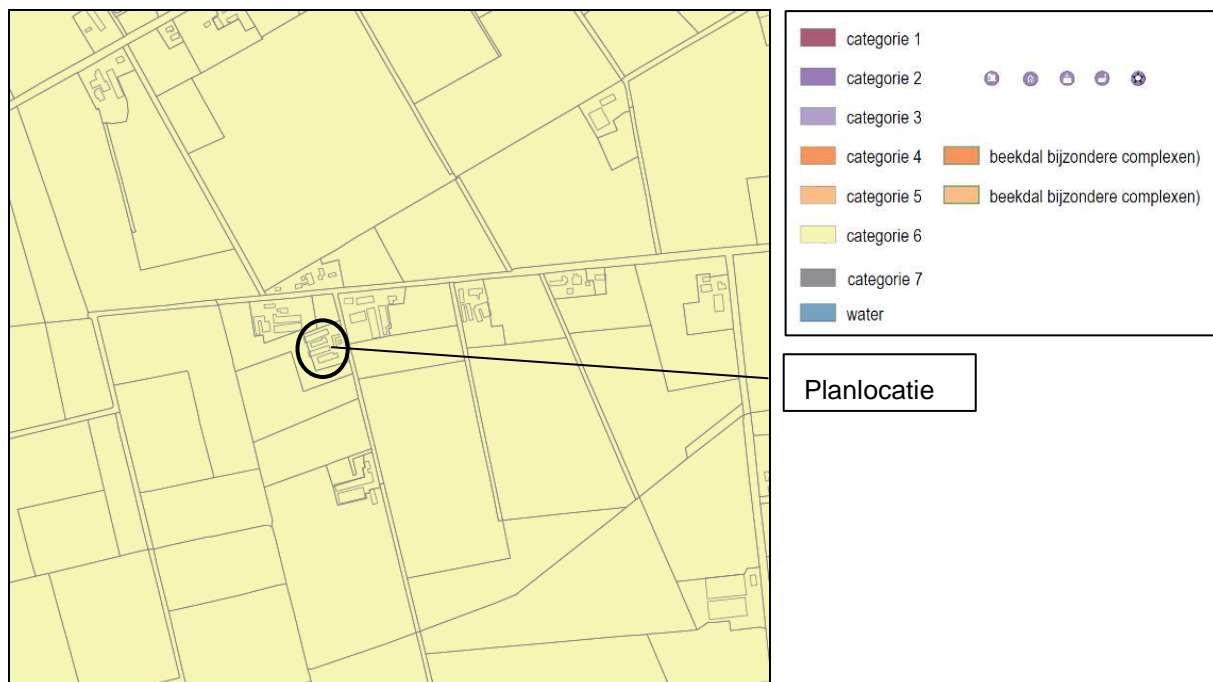 categorie 1
categorie 2
categorie 3
categorie 4 beekdal bijzondere complexen)
categorie 5 beekdal bijzondere complexen)
categorie 6
categorie 7
water
Planlocatie